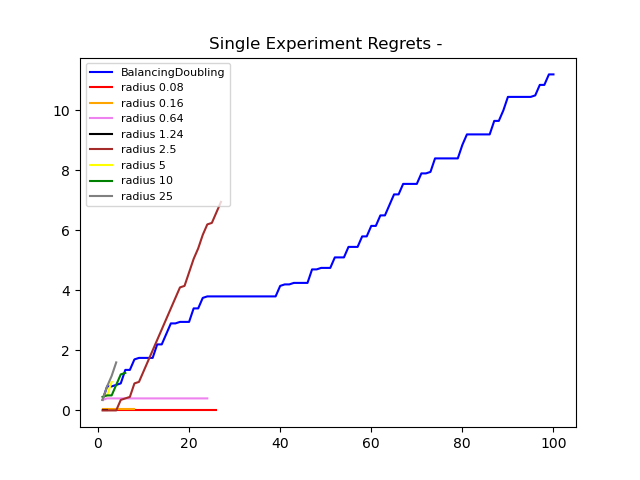 Single Experiment Regrets -
BalancingDoubling
radius 0.08
radius 0.16
radius 0.64
radius 1.24
radius 2.5
radius 5
radius 10
radius 25
10
8
6
4
2
0
0 20 40 60 80 100